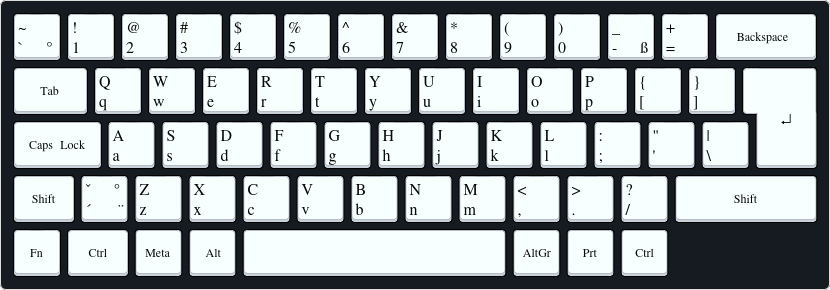 ~ ! @ # $ % ^ & * ( ) _ +
` ° 1 2 3 4 5 6 7 8 9 0 - ß = Backspace
Tab Q W E R T Y U I O P { }
q w e r t y u i o p [ ] ↵
Caps Lock A S D F G H J K L : " |
a s d f g h j k l ; ' \
Shift ˇ ° Z X C V B N M < > ? Shift
´ ¨ z x c v b n m , . /
Fn Ctrl Meta Alt AltGr Prt Ctrl